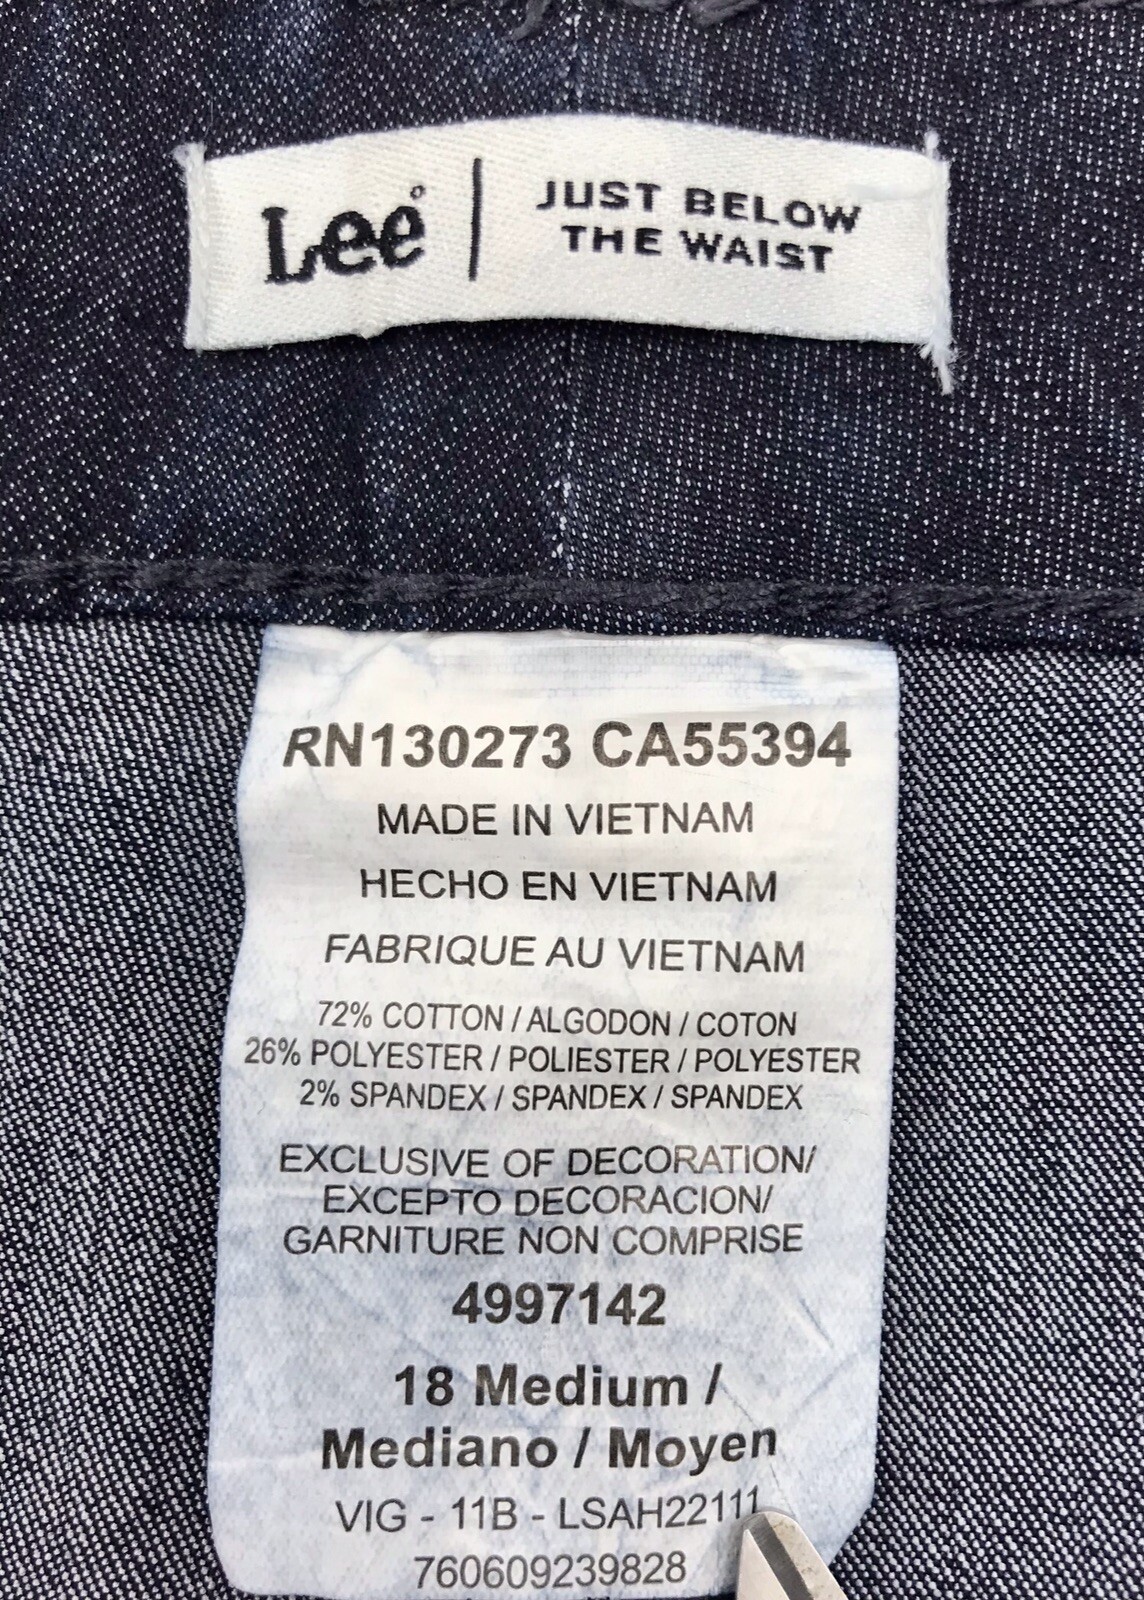 Lee | JUST BELOW
THE WAIST
RN130273 CA55394
MADE IN VIETNAM
HECHO EN VIETNAM
FABRIQUE AU VIETNAM
72% COTTON / ALGODON / COTON
26% POLYESTER / POLIESTER / POLYESTER
2% SPANDEX / SPANDEX / SPANDEX
EXCLUSIVE OF DECORATION/
EXCEPTO DECORACION/
GARNITURE NON COMPRISE
4997142
18 Medium /
Mediano / Moyen
VIG - 11B - LSAH22111
760609239828